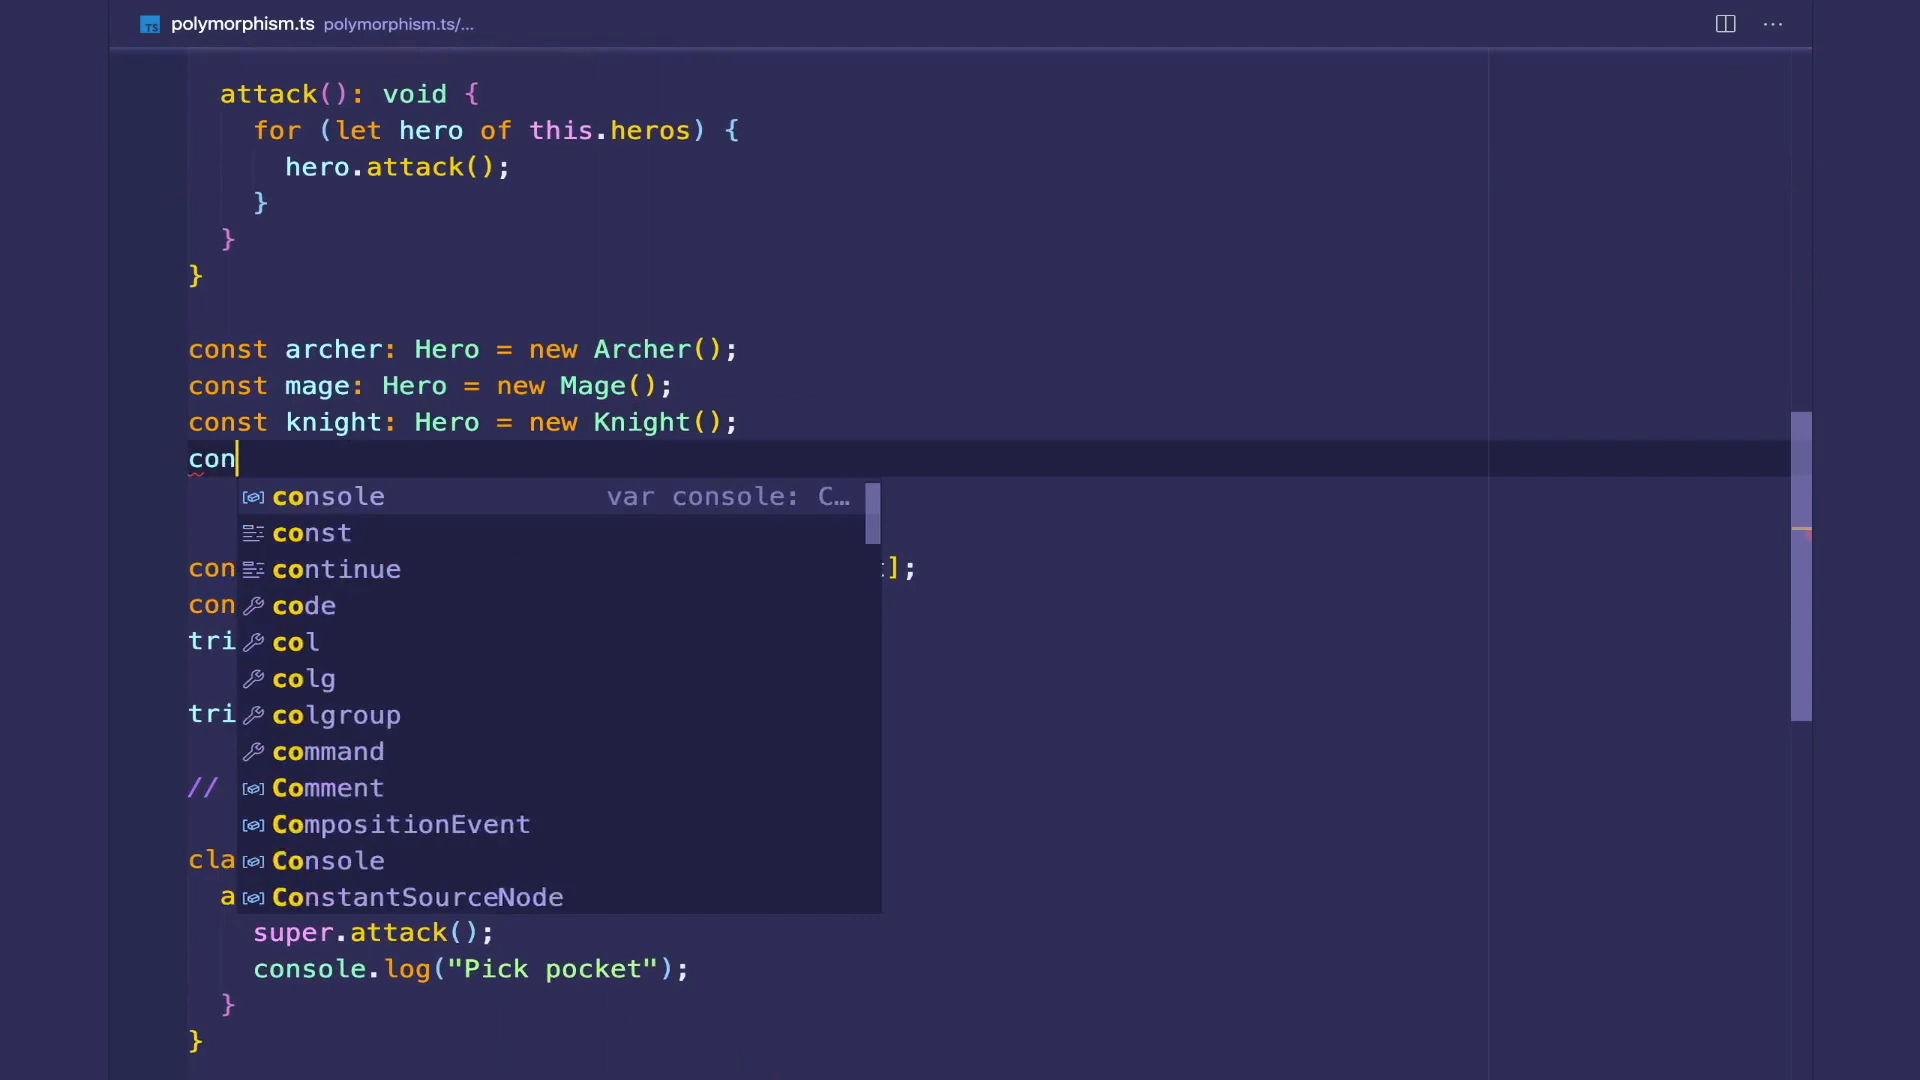 TS polymorphism.ts polymorphism.ts/...
attack(): void {
for (let hero of this.heros) {
hero.attack();
}
}
}
const archer: Hero = new Archer();
const mage: Hero = new Mage();
const knight: Hero = new Knight();
con
console var console: C…
const
con continue ];
con code
tri col
colg
tri colgroup
command
// Comment
CompositionEvent
cla Console
a ConstantSourceNode
super.attack();
console.log("Pick pocket");
}
}